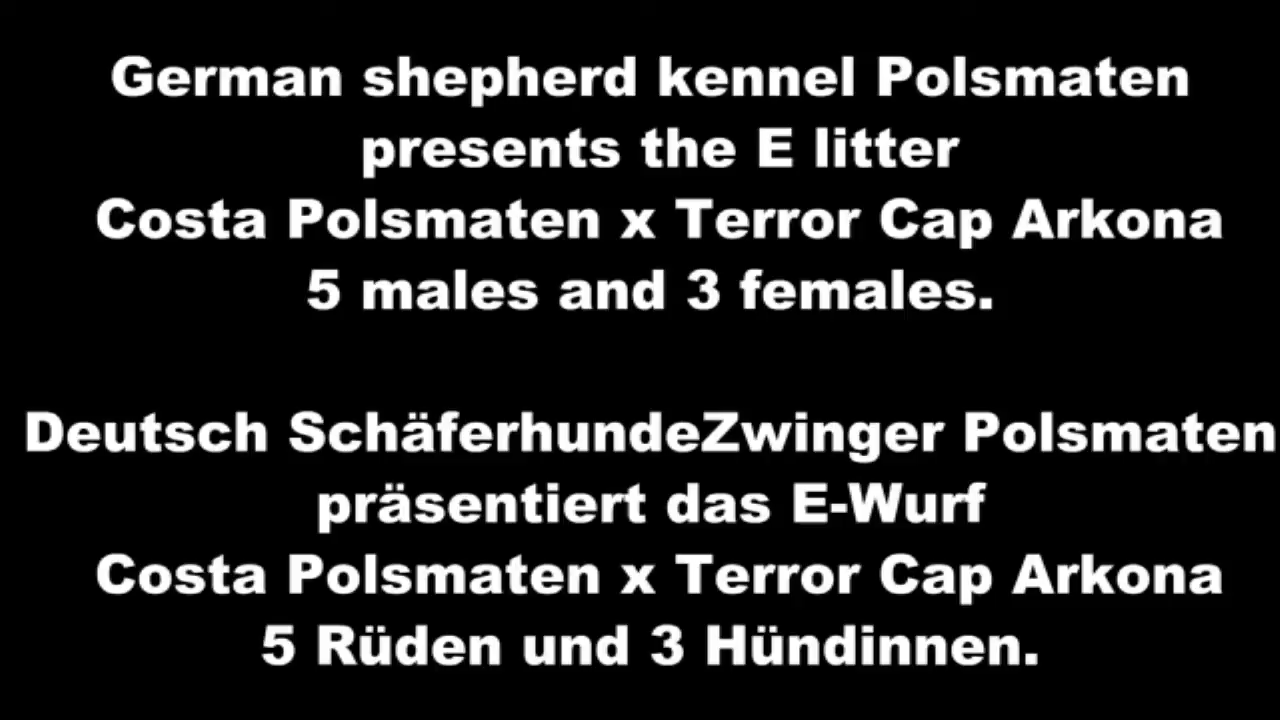 German shepherd kennel Polsmaten
presents the E litter
Costa Polsmaten x Terror Cap Arkona
5 males and 3 females.
Deutsch SchäferhundeZwinger Polsmaten
präsentiert das E-Wurf
Costa Polsmaten x Terror Cap Arkona
5 Rüden und 3 Hündinnen.